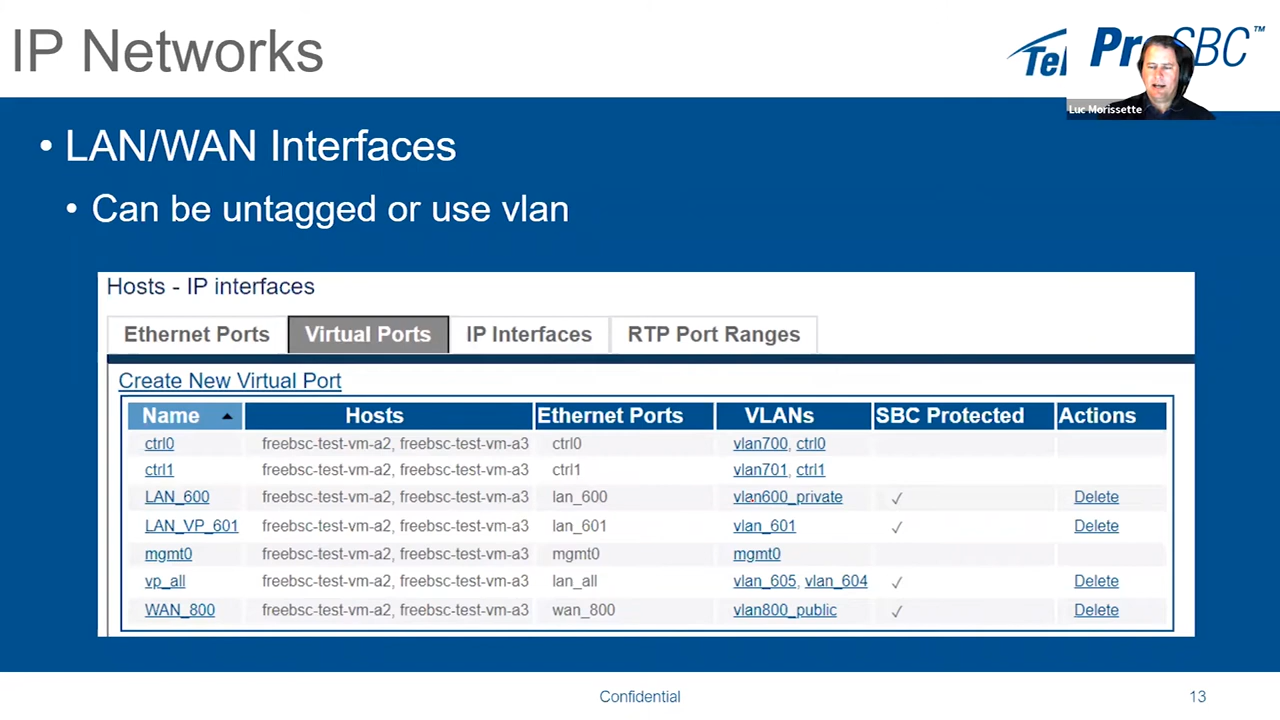 IP Networks
Tel
Pr SBC™
Luc Morissette
• LAN/WAN Interfaces
• Can be untagged or use vlan
Hosts - IP interfaces
Ethernet Ports Virtual Ports IP Interfaces RTP Port Ranges
Create New Virtual Port
Name Hosts Ethernet Ports VLANs SBC Protected Actions
ctrl0 freebsc-test-vm-a2, freebsc-test-vm-a3 ctrl0 vlan700, ctrl0
ctrl1 freebsc-test-vm-a2, freebsc-test-vm-a3 ctrl1 vlan701, ctrl1
LAN_600 freebsc-test-vm-a2, freebsc-test-vm-a3 lan_600 vlan600_private ✓ Delete
LAN_VP_601 freebsc-test-vm-a2, freebsc-test-vm-a3 lan_601 vlan_601 ✓ Delete
mgmt0 freebsc-test-vm-a2, freebsc-test-vm-a3 mgmt0 mgmt0
vp_all freebsc-test-vm-a2, freebsc-test-vm-a3 lan_all vlan_605, vlan_604 ✓ Delete
WAN_800 freebsc-test-vm-a2, freebsc-test-vm-a3 wan_800 vlan800_public ✓ Delete
Confidential
13